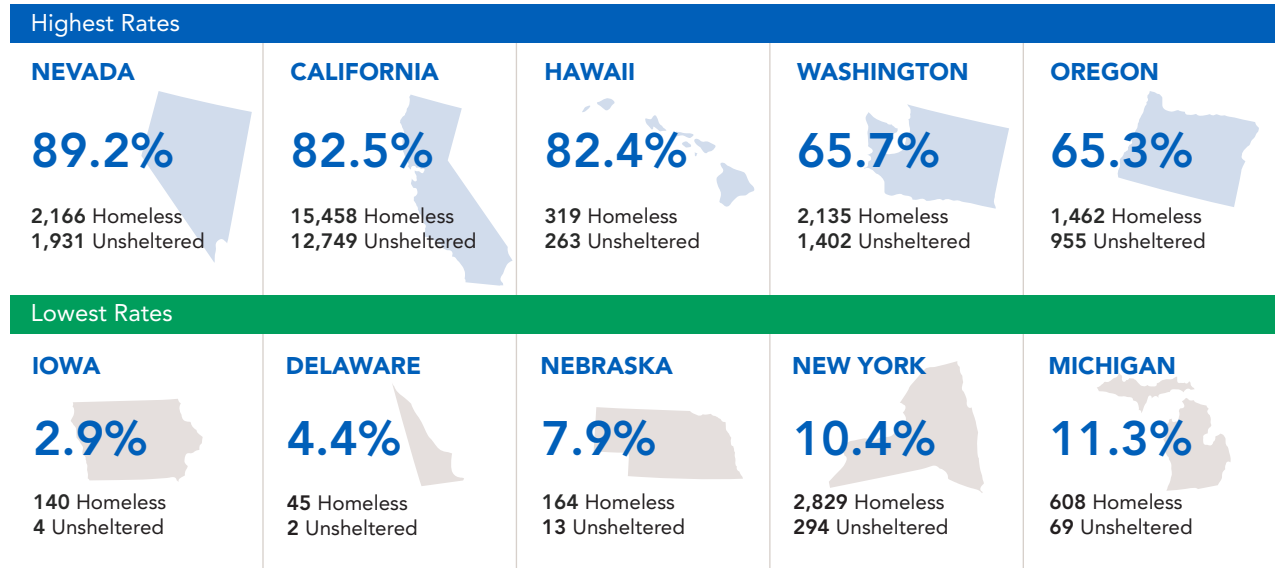 Highest Rates
NEVADA
89.2%
2,166 Homeless
1,931 Unsheltered
CALIFORNIA
82.5%
15,458 Homeless
12,749 Unsheltered
HAWAII
82.4%
319 Homeless
263 Unsheltered
WASHINGTON
65.7%
2,135 Homeless
1,402 Unsheltered
OREGON
65.3%
1,462 Homeless
955 Unsheltered
Lowest Rates
IOWA
2.9%
140 Homeless
4 Unsheltered
DELAWARE
4.4%
45 Homeless
2 Unsheltered
NEBRASKA
7.9%
164 Homeless
13 Unsheltered
NEW YORK
10.4%
2,829 Homeless
294 Unsheltered
MICHIGAN
11.3%
608 Homeless
69 Unsheltered